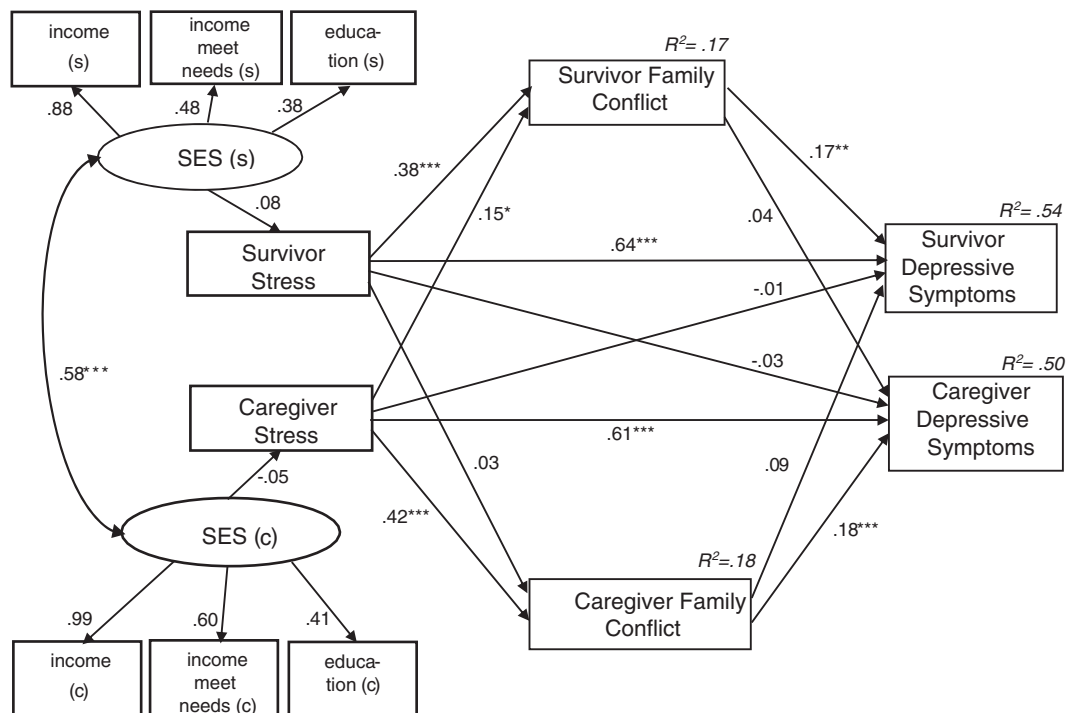 income
(s)
income
meet
needs (s)
educa-
tion (s)
.88
.48
.38
SES (s)
.08
Survivor
Stress
.58***
Caregiver
Stress
-.05
SES (c)
.99
.60
.41
income
(c)
income
meet
needs (c)
educa-
tion (c)
R²= .17
Survivor Family
Conflict
.38***
.15*
.17**
.04
.64***
-.01
-.03
.61***
.03
.42***
.09
.18***
R²= .54
Survivor
Depressive
Symptoms
R²= .50
Caregiver
Depressive
Symptoms
R²=.18
Caregiver Family
Conflict